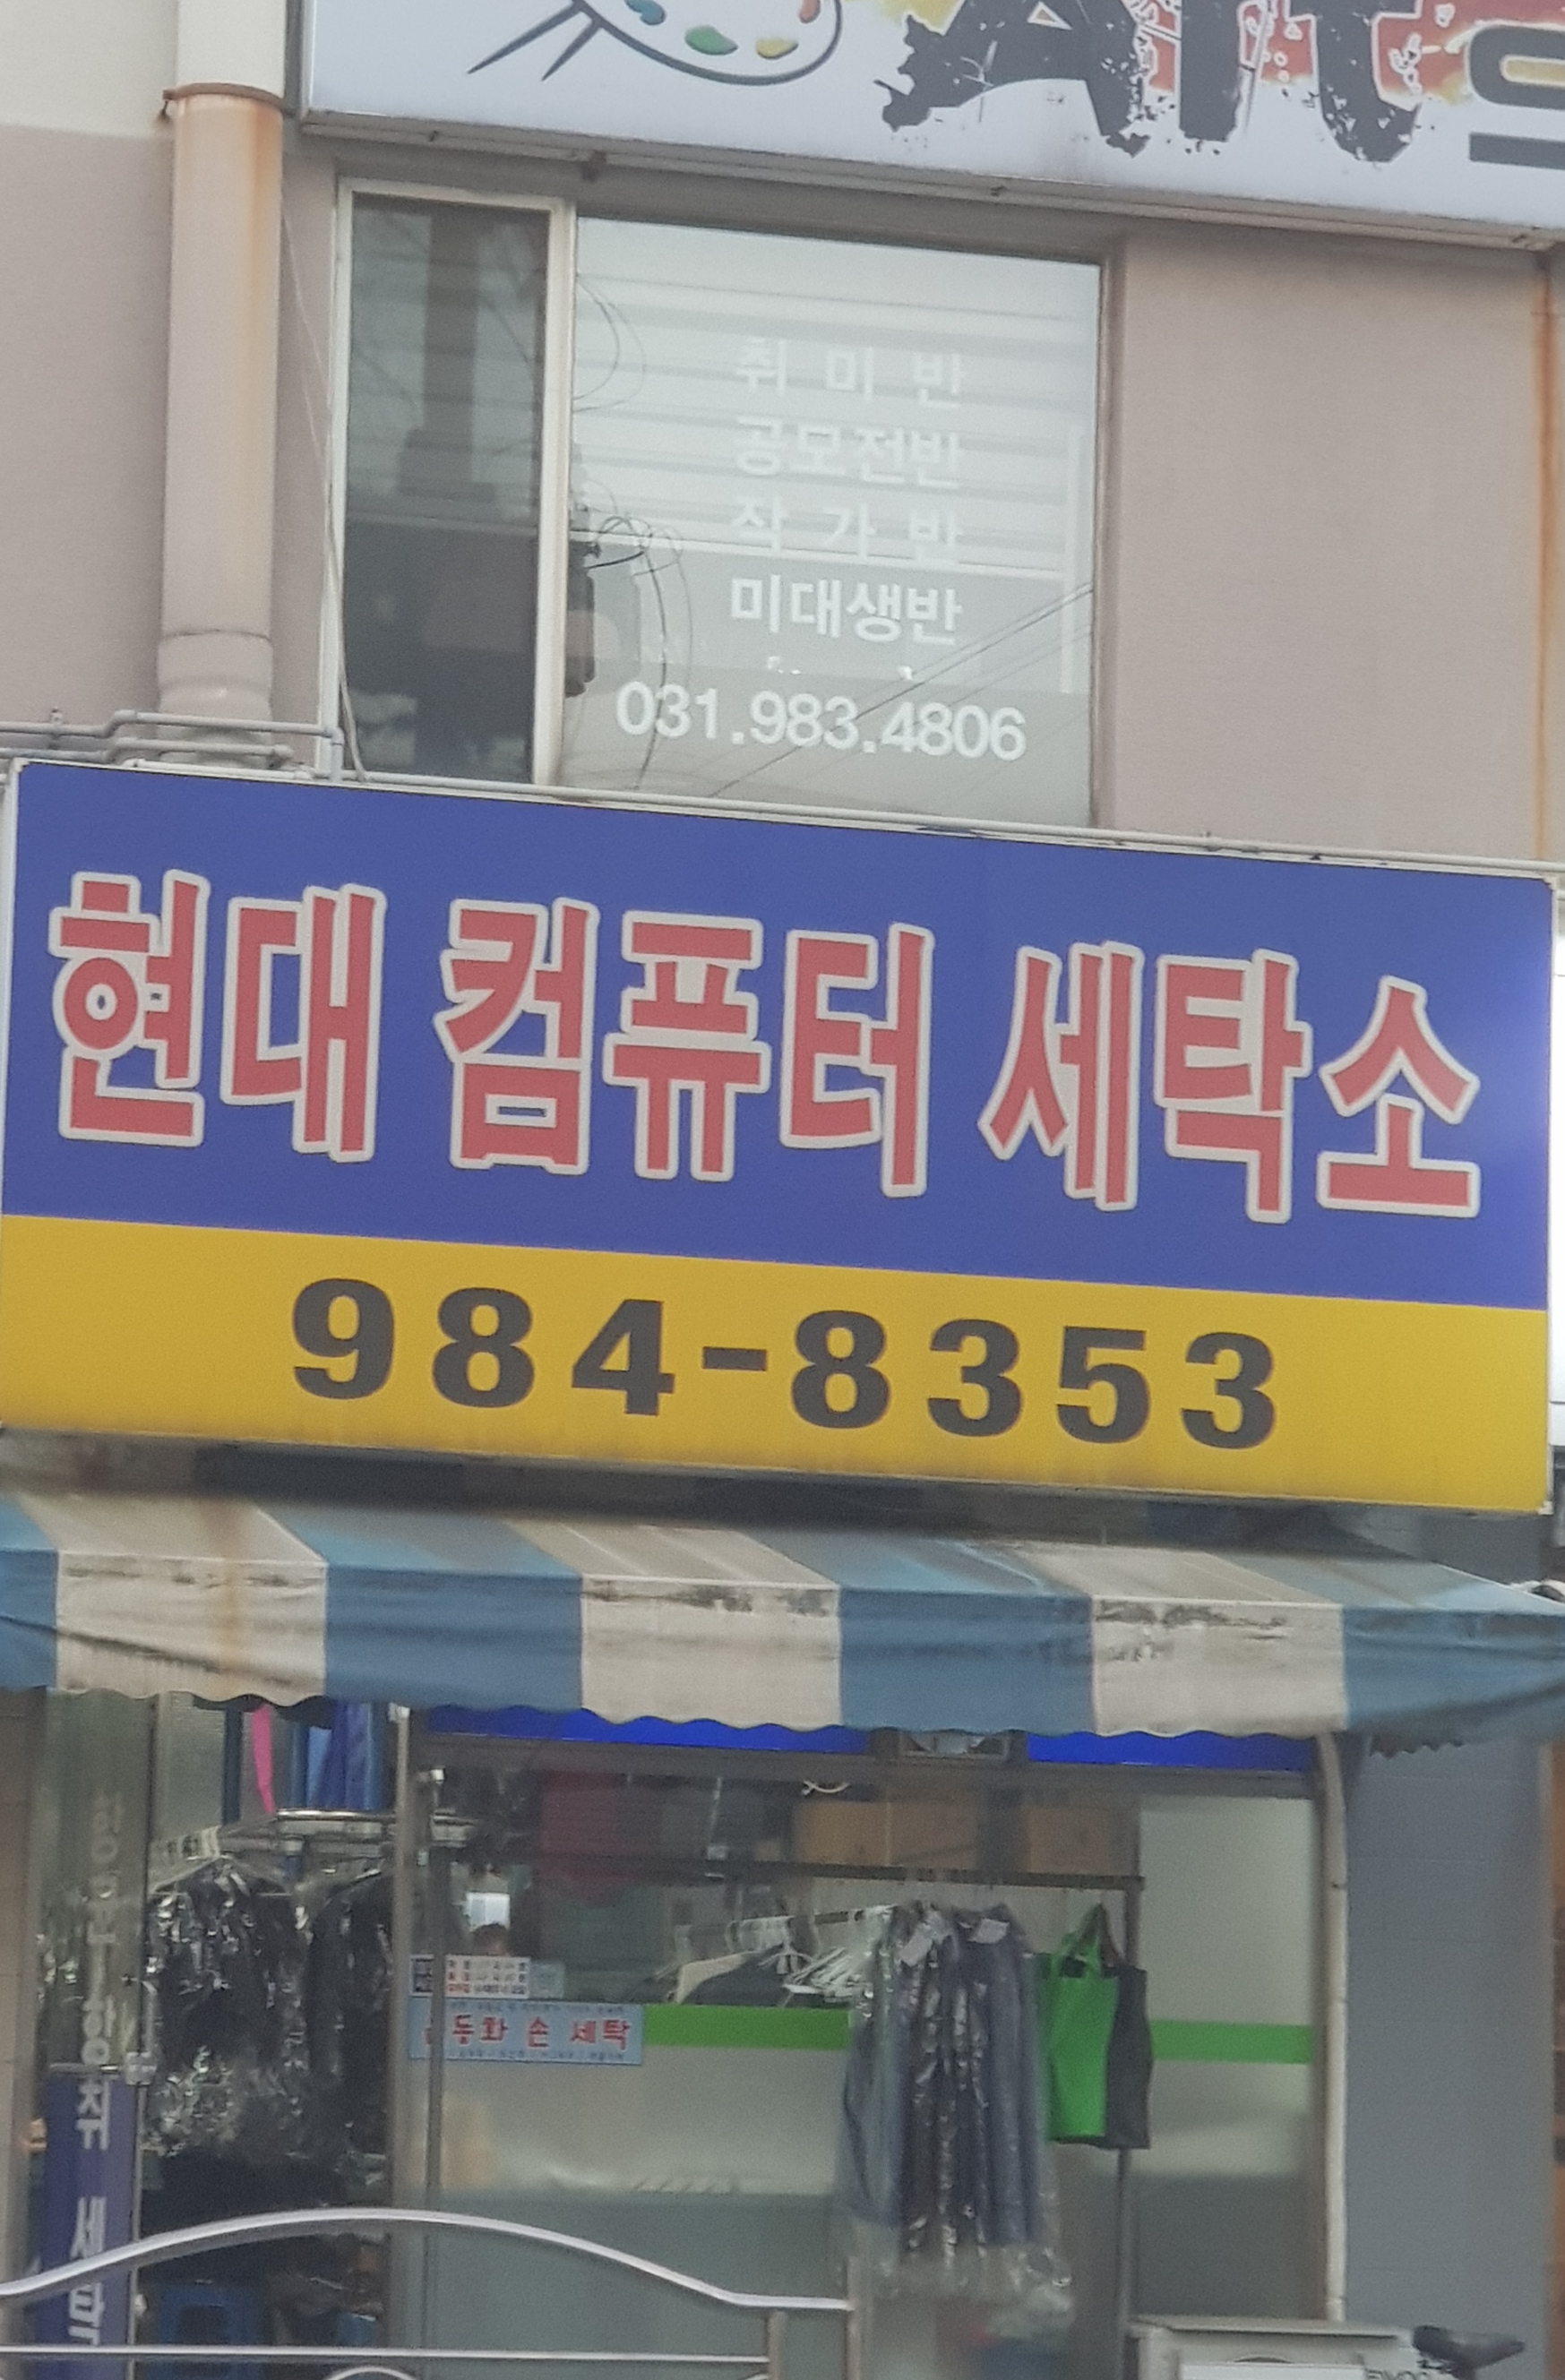 Art
취 미 반
공모전반
작 가 반
미대생반
031.983.4806
현대 컴퓨터 세탁소
984-8353
운동화 손 세탁